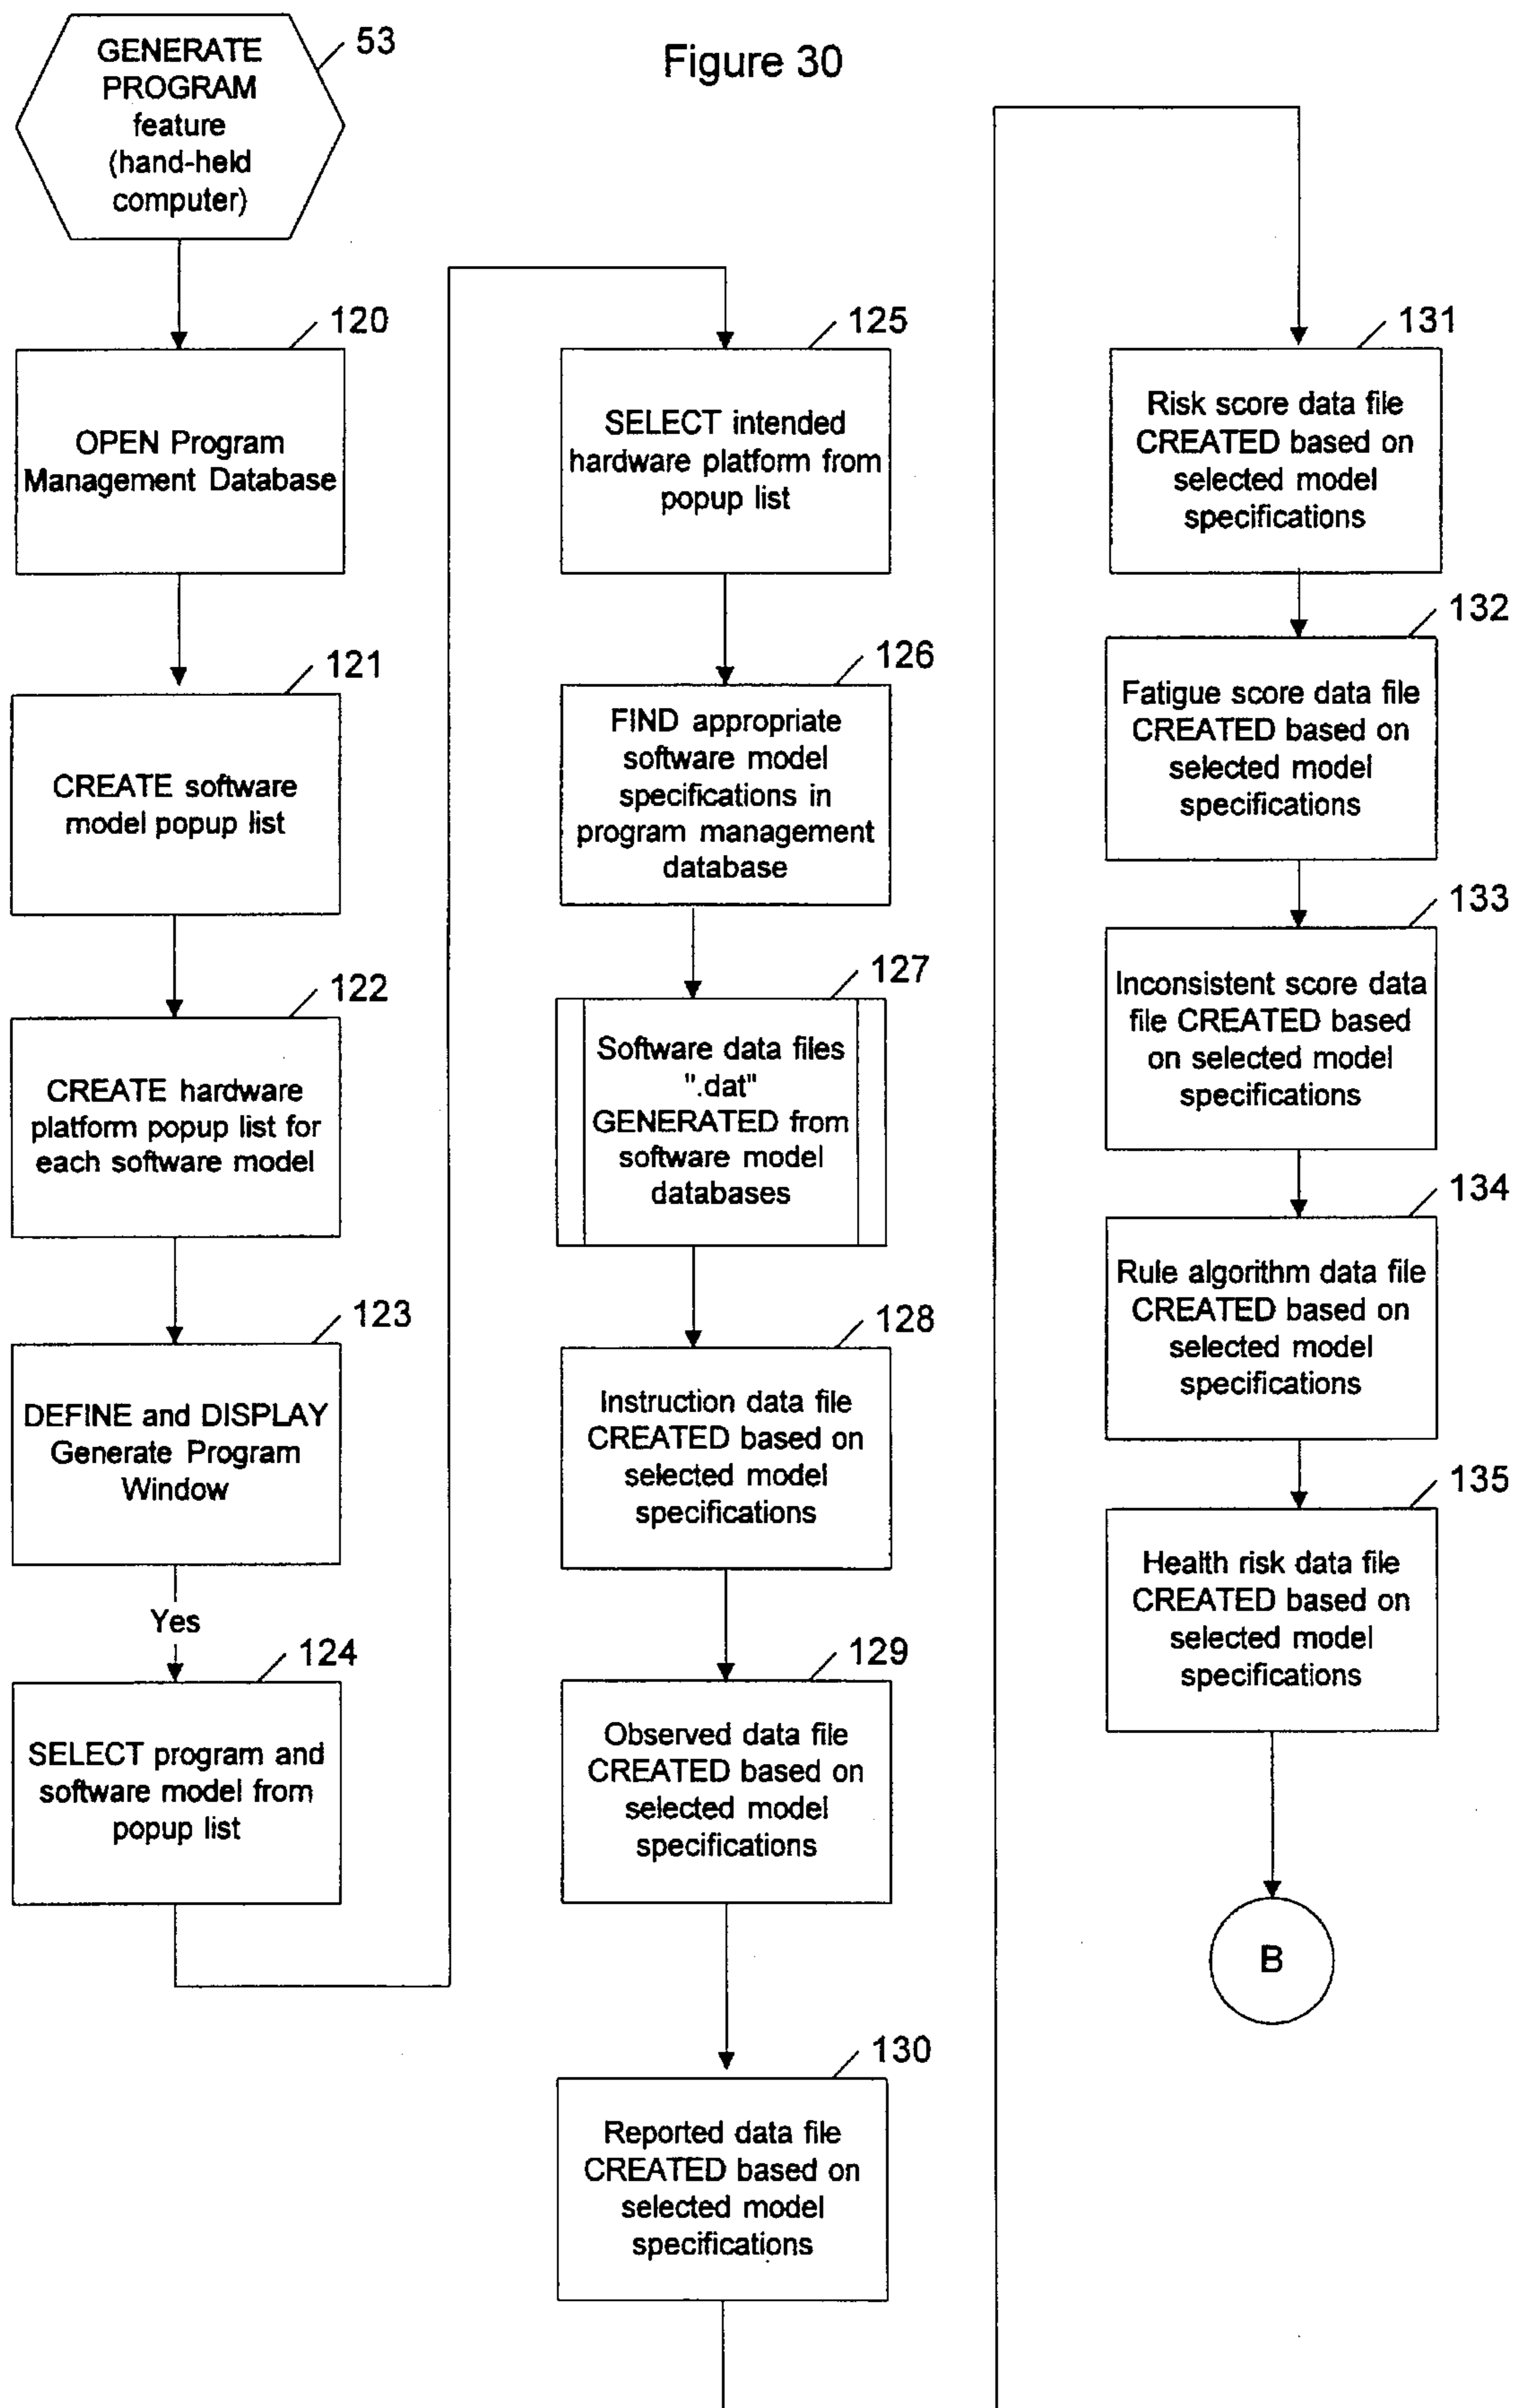 Figure 30
53
GENERATE
PROGRAM
feature
(hand-held
computer)
120
OPEN Program
Management Database
121
CREATE software
model popup list
122
CREATE hardware
platform popup list for
each software model
123
DEFINE and DISPLAY
Generate Program
Window
Yes
124
SELECT program and
software model from
popup list
125
SELECT intended
hardware platform from
popup list
126
FIND appropriate
software model
specifications in
program management
database
127
Software data files
".dat"
GENERATED from
software model
databases
128
Instruction data file
CREATED based on
selected model
specifications
129
Observed data file
CREATED based on
selected model
specifications
130
Reported data file
CREATED based on
selected model
specifications
131
Risk score data file
CREATED based on
selected model
specifications
132
Fatigue score data file
CREATED based on
selected model
specifications
133
Inconsistent score data
file CREATED based
on selected model
specifications
134
Rule algorithm data file
CREATED based on
selected model
specifications
135
Health risk data file
CREATED based on
selected model
specifications
B